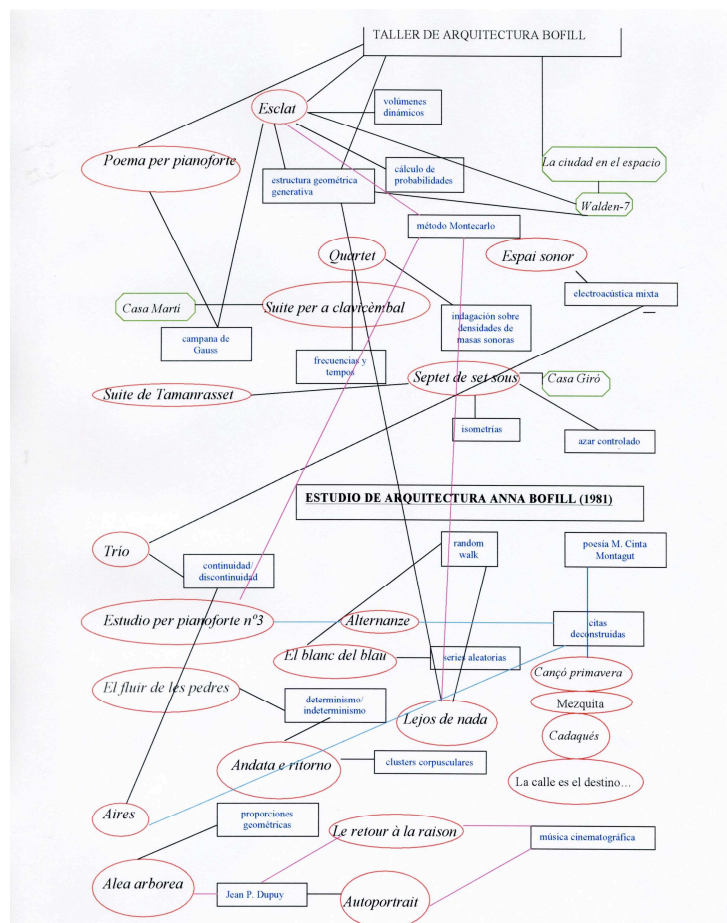 TALLER DE ARQUITECTURA BOFILL
Esclat
volúmenes
dinámicos
Poema per pianoforte
La ciudad en el espacio
estructura geométrica
generativa
cálculo de
probabilidades
Walden-7
método Montecarlo
Quartet
Espai sonor
Casa Marti
Suite per a clavicèmbal
electroacústica mixta
campana de
Gauss
indagación sobre
densidades de
masas sonoras
frecuencias y
tempos
Suite de Tamanrasset
Septet de set sous
Casa Giró
isometrías
azar controlado
ESTUDIO DE ARQUITECTURA ANNA BOFILL (1981)
Trio
continuidad/
discontinuidad
random
walk
poesía M. Cinta
Montagut
Estudio per pianoforte nº3
Alternanze
citas
deconstruidas
El blanc del blau
series aleatorias
Cançó primavera
El fluir de les pedres
determinismo/
indeterminismo
Lejos de nada
Mezquita
Cadaqués
Andata e ritorno
clusters corpusculares
La calle es el destino…
Aires
proporciones
geométricas
Le retour à la raison
música cinematográfica
Alea arborea
Jean P. Dupuy
Autoportrait